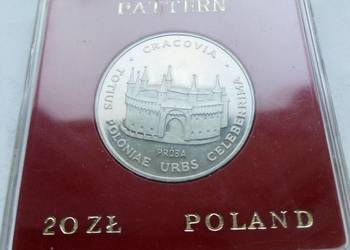 PATTERN
CRACOVIA
TOTIUS POLONIAE URBS CELEBERRIMA
PRÓBA
20 ZŁ POLAND